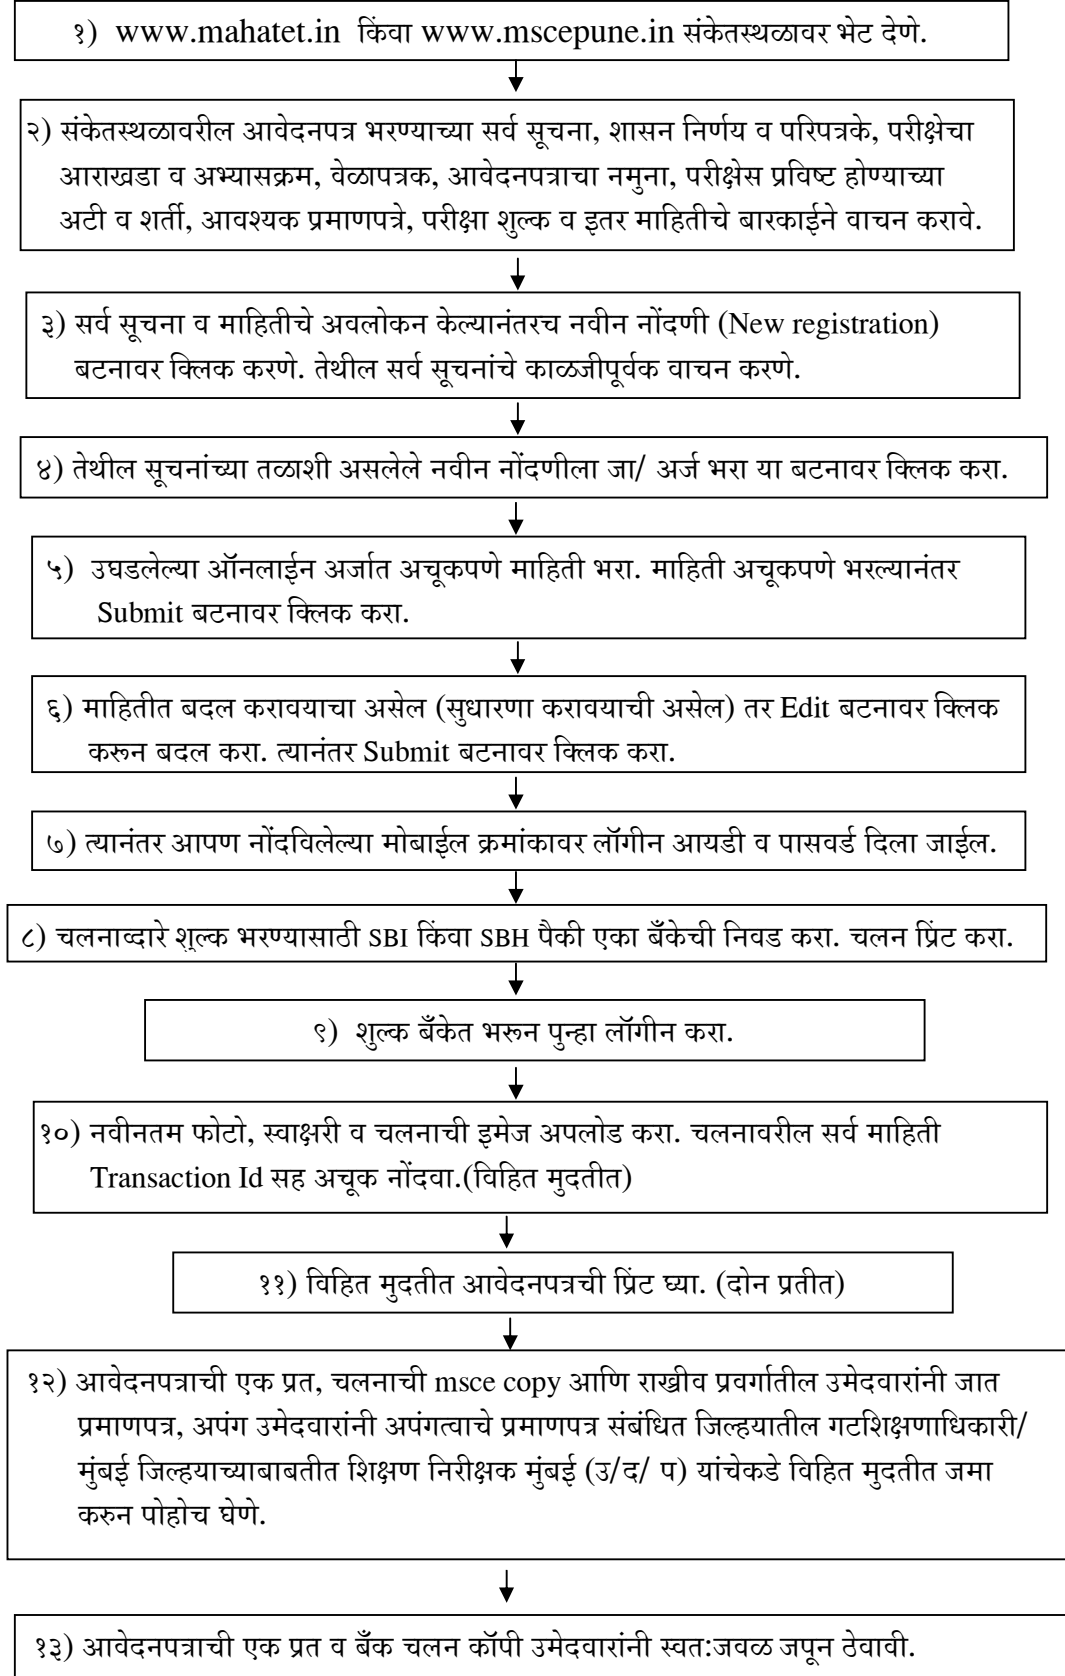 १) www.mahatet.in किंवा www.mscepune.in संकेतस्थळावर भेट देणे.
२) संकेतस्थळावरील आवेदनपत्र भरण्याच्या सर्व सूचना, शासन निर्णय व परिपत्रके, परीक्षेचा
आराखडा व अभ्यासक्रम, वेळापत्रक, आवेदनपत्राचा नमुना, परीक्षेस प्रविष्ट होण्याच्या
अटी व शर्ती, आवश्यक प्रमाणपत्रे, परीक्षा शुल्क व इतर माहितीचे बारकाईने वाचन करावे.
३) सर्व सूचना व माहितीचे अवलोकन केल्यानंतरच नवीन नोंदणी (New registration)
बटनावर क्लिक करणे. तेथील सर्व सूचनांचे काळजीपूर्वक वाचन करणे.
४) तेथील सूचनांच्या तळाशी असलेले नवीन नोंदणीला जा/ अर्ज भरा या बटनावर क्लिक करा.
५) उघडलेल्या ऑनलाईन अर्जात अचूकपणे माहिती भरा. माहिती अचूकपणे भरल्यानंतर
Submit बटनावर क्लिक करा.
६) माहितीत बदल करावयाचा असेल (सुधारणा करावयाची असेल) तर Edit बटनावर क्लिक
करून बदल करा. त्यानंतर Submit बटनावर क्लिक करा.
७) त्यानंतर आपण नोंदविलेल्या मोबाईल क्रमांकावर लॉगीन आयडी व पासवर्ड दिला जाईल.
८) चलनाव्दारे शुल्क भरण्यासाठी SBI किंवा SBH पैकी एका बँकेची निवड करा. चलन प्रिंट करा.
९) शुल्क बँकेत भरून पुन्हा लॉगीन करा.
१०) नवीनतम फोटो, स्वाक्षरी व चलनाची इमेज अपलोड करा. चलनावरील सर्व माहिती
Transaction Id सह अचूक नोंदवा.(विहित मुदतीत)
११) विहित मुदतीत आवेदनपत्रची प्रिंट घ्या. (दोन प्रतीत)
१२) आवेदनपत्राची एक प्रत, चलनाची msce copy आणि राखीव प्रवर्गातील उमेदवारांनी जात
प्रमाणपत्र, अपंग उमेदवारांनी अपंगत्वाचे प्रमाणपत्र संबंधित जिल्हयातील गटशिक्षणाधिकारी/
मुंबई जिल्हयाच्याबाबतीत शिक्षण निरीक्षक मुंबई (उ/द/ प) यांचेकडे विहित मुदतीत जमा
करुन पोहोच घेणे.
१३) आवेदनपत्राची एक प्रत व बँक चलन कॉपी उमेदवारांनी स्वत:जवळ जपून ठेवावी.